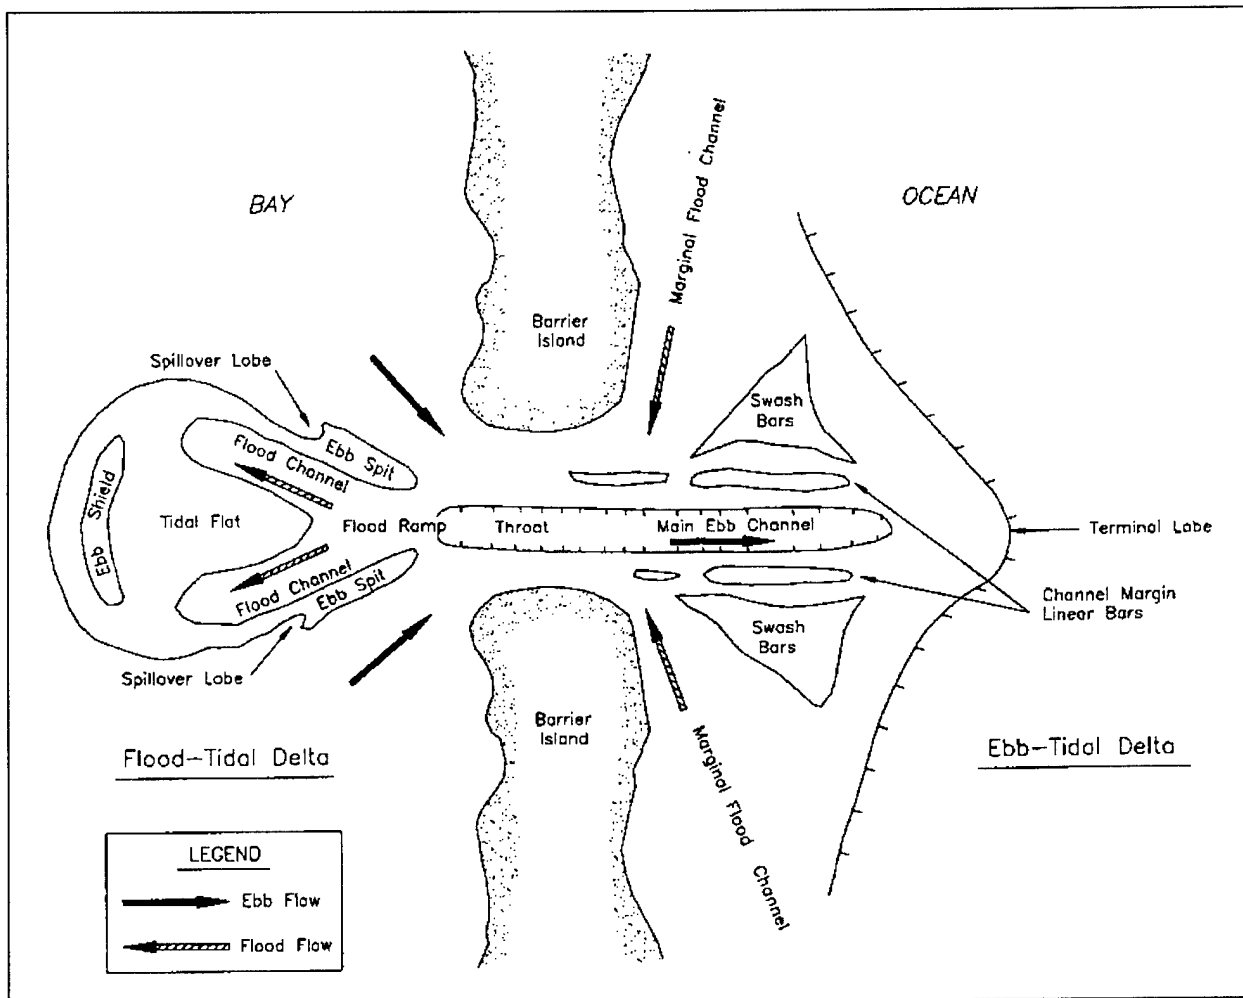 BAY
OCEAN
Marginal Flood Channel
Barrier
Island
Spillover Lobe
Swash
Bars
Ebb Spit
Flood Channel
Ebb Shield
Tidal Flat
Flood Ramp
Throat
Main Ebb Channel
Terminal Lobe
Flood Channel
Ebb Spit
Channel Margin
Linear Bars
Swash
Bars
Spillover Lobe
Barrier
Island
Marginal Flood Channel
Flood-Tidal Delta
Ebb-Tidal Delta
LEGEND
Ebb Flow
Flood Flow